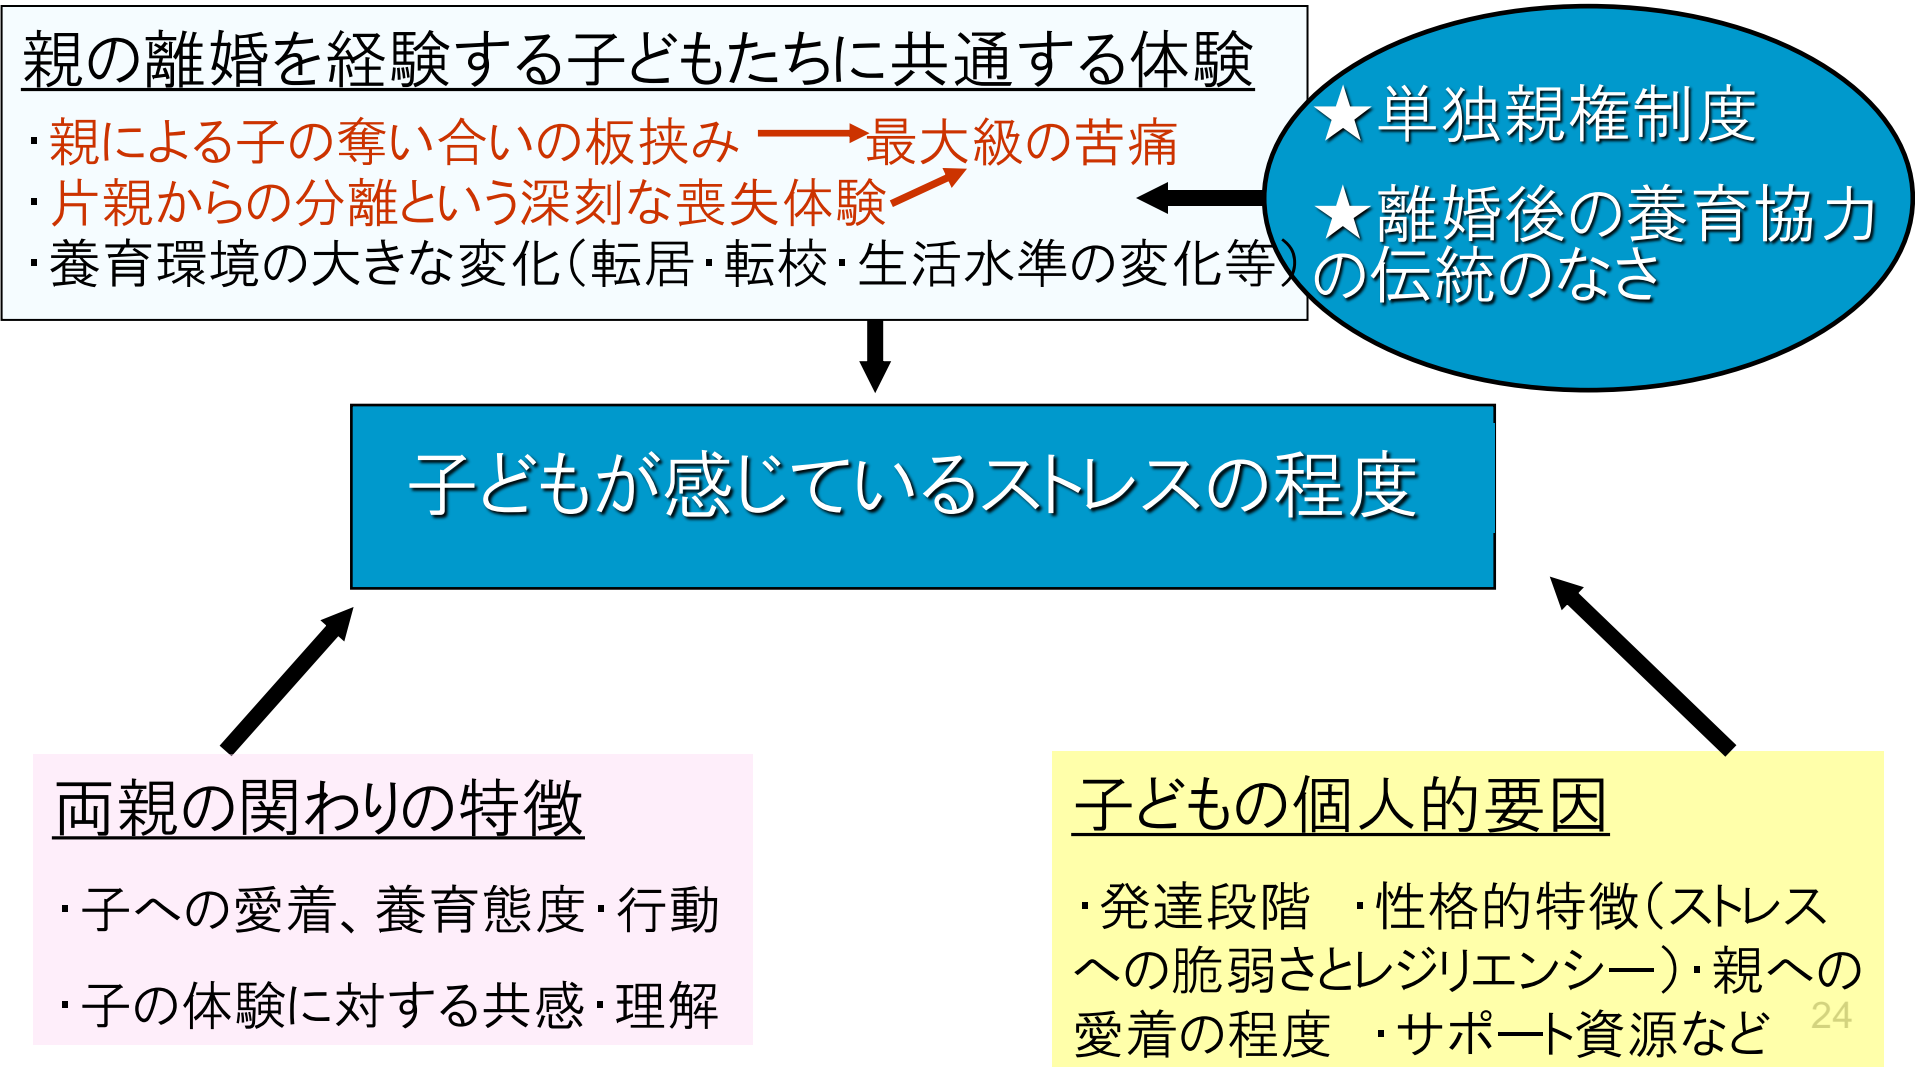 親の離婚を経験する子どもたちに共通する体験
・親による子の奪い合いの板挟み 最大級の苦痛
・片親からの分離という深刻な喪失体験
・養育環境の大きな変化（転居・転校・生活水準の変化等）
★単独親権制度
★離婚後の養育協力
の伝統のなさ
子どもが感じているストレスの程度
両親の関わりの特徴
・子への愛着、養育態度・行動
・子の体験に対する共感・理解
子どもの個人的要因
・発達段階　・性格的特徴（ストレス
への脆弱さとレジリエンシー）・親への
愛着の程度　・サポート資源など
24